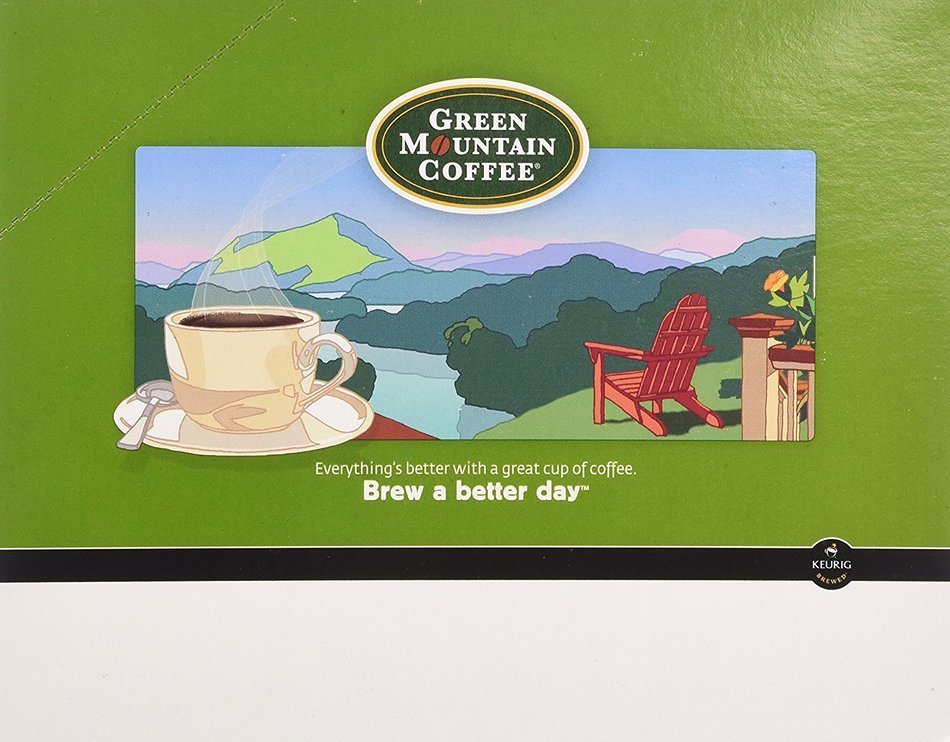 GREEN
MOUNTAIN
COFFEE®
Everything's better with a great cup of coffee.
Brew a better day™
KEURIG
BREWED®